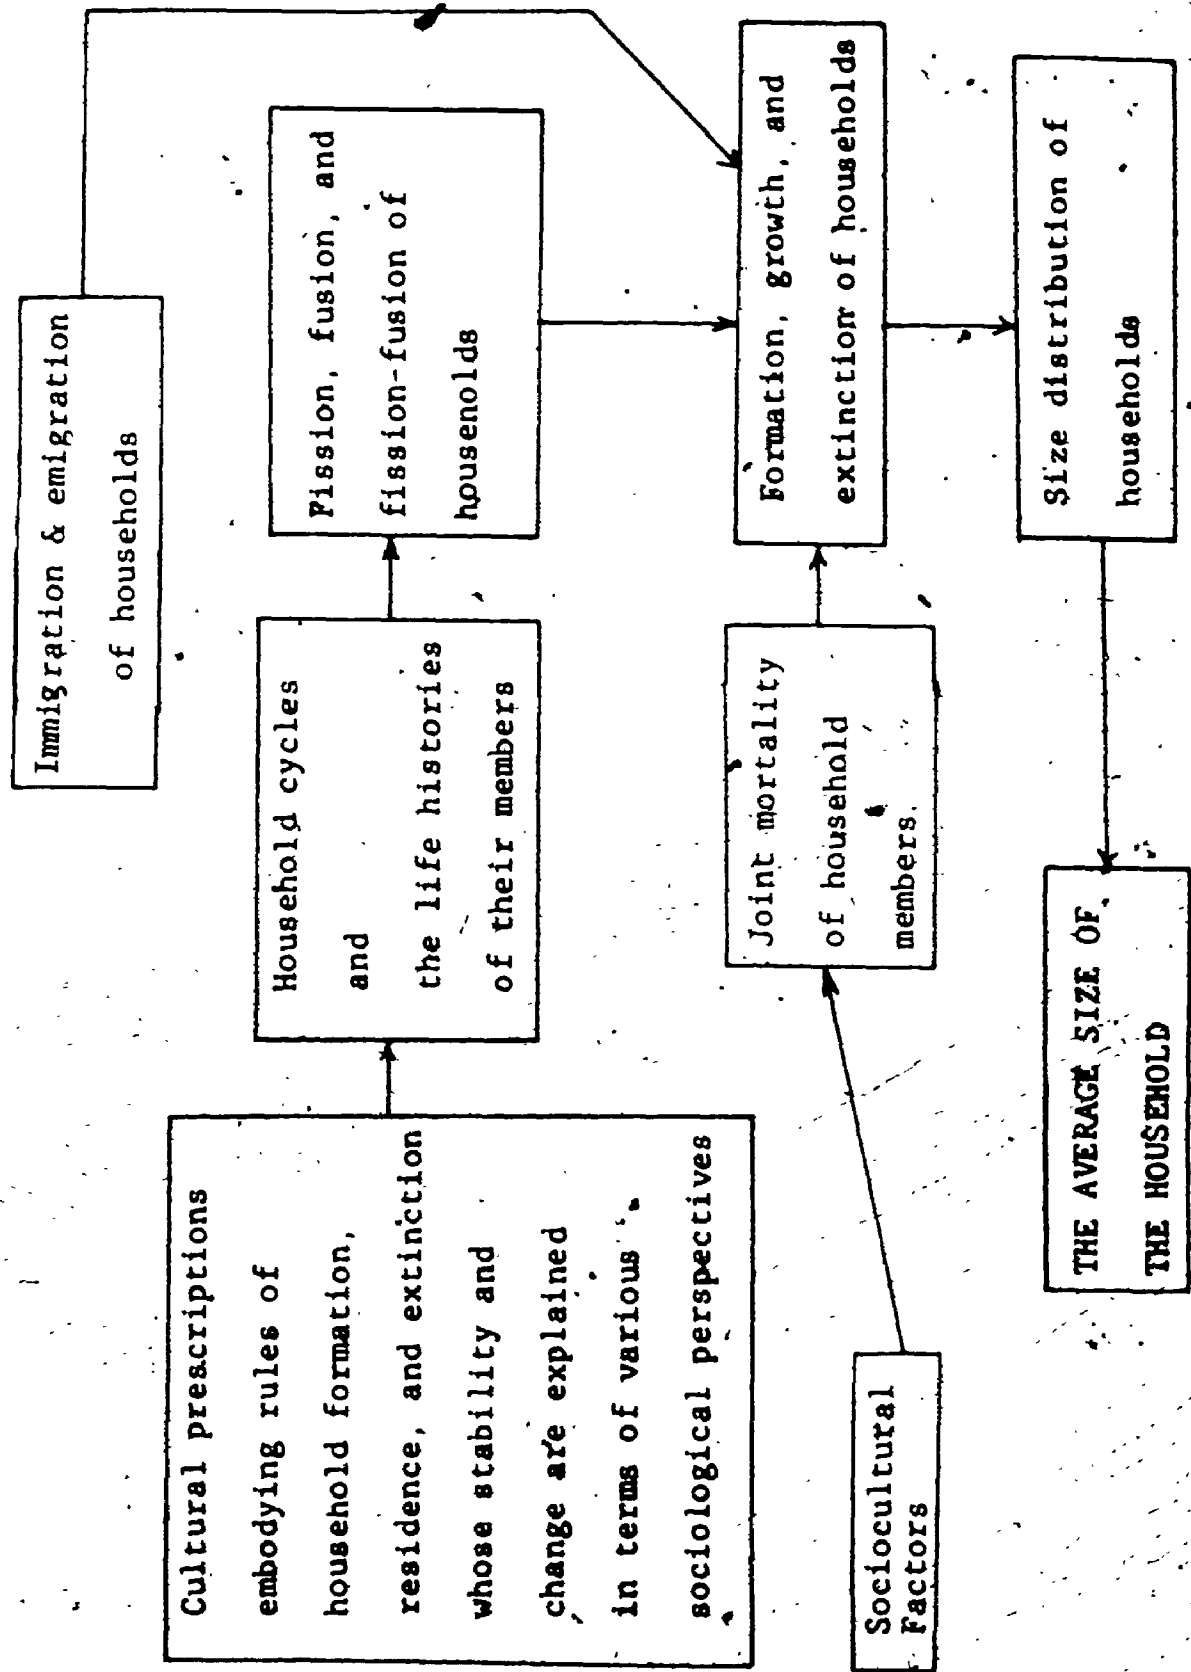 Immigration & emigration
of households
Cultural prescriptions
embodying rules of
household formation,
residence, and extinction
whose stability and
change are explained
in terms of various
sociological perspectives
Household cycles
and
the life histories
of their members
Fission, fusion, and
fission-fusion of
households
Sociocultural
Factors
Joint mortality
of household
members.
Formation, growth, and
extinction of households
Size distribution of
households
THE AVERAGE SIZE OF
THE HOUSEHOLD